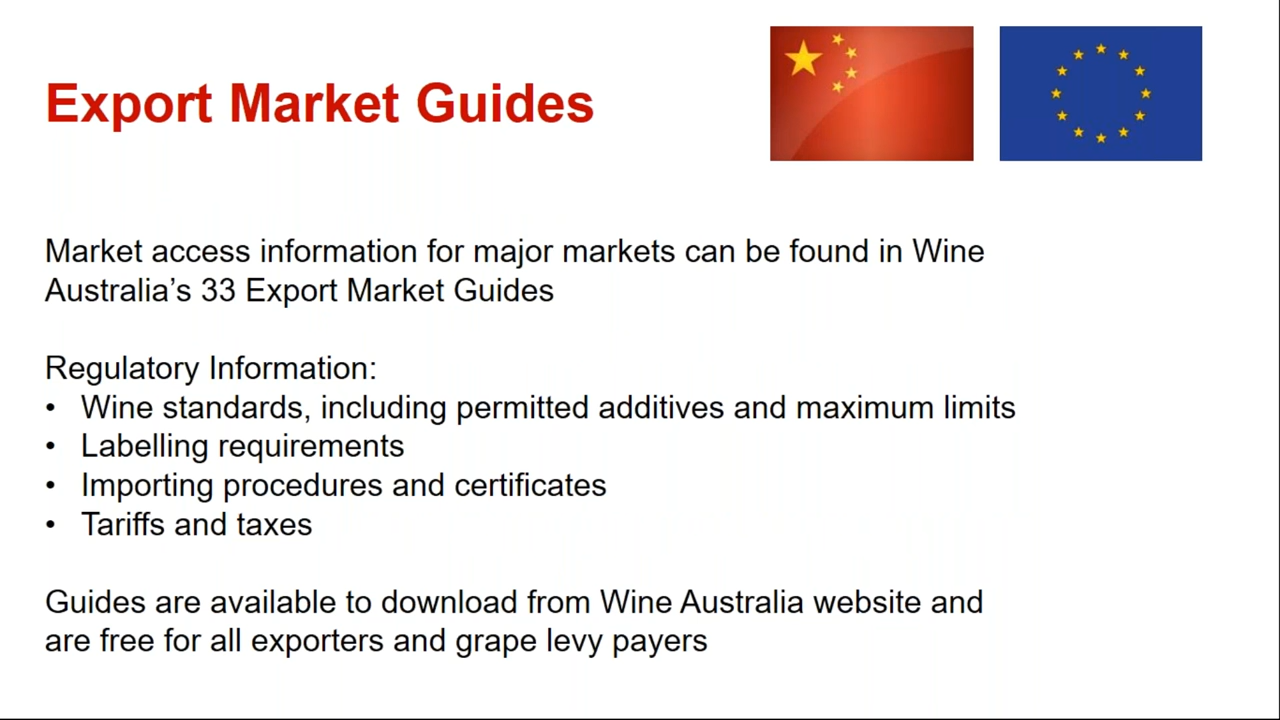 Export Market Guides
Market access information for major markets can be found in Wine
Australia’s 33 Export Market Guides
Regulatory Information:
• Wine standards, including permitted additives and maximum limits
• Labelling requirements
• Importing procedures and certificates
• Tariffs and taxes
Guides are available to download from Wine Australia website and
are free for all exporters and grape levy payers